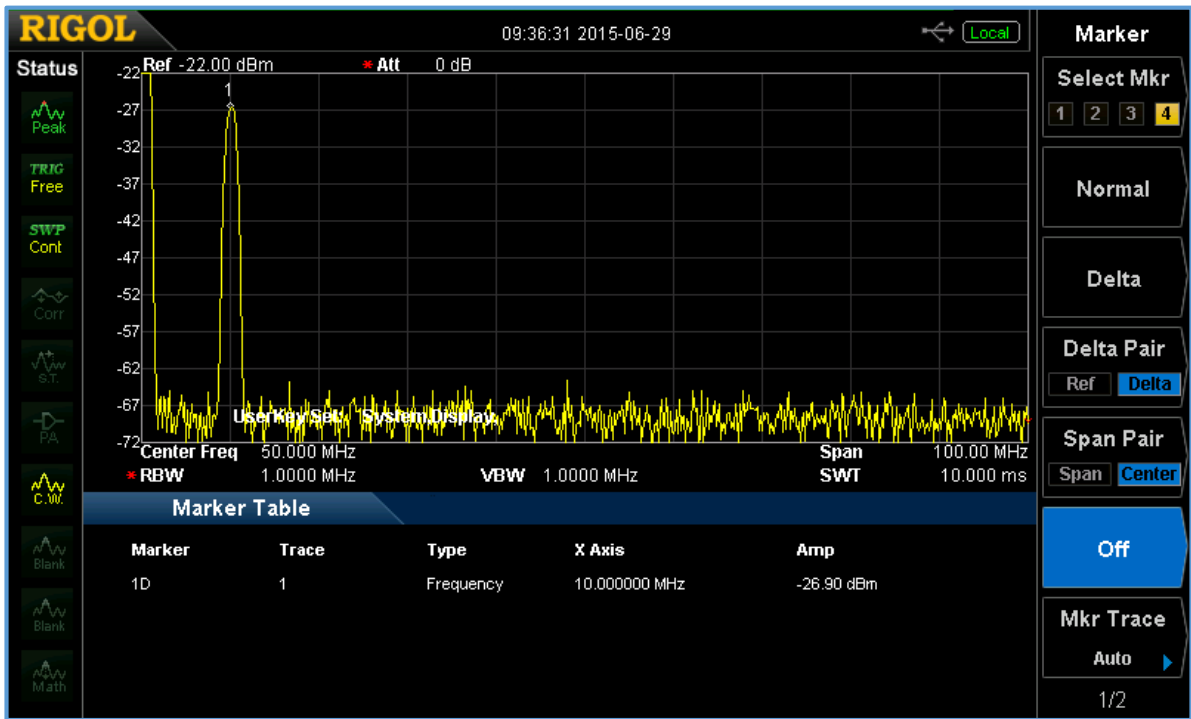 RIGOL
09:36:31 2015-06-29
Local
Marker
Status
Ref -22.00 dBm * Att 0 dB
-22
1
-27
-32
-37
-42
-47
-52
-57
-62
-67
-72
UserKey Set: System,Display,
Center Freq 50.000 MHz Span 100.00 MHz
* RBW 1.0000 MHz VBW 1.0000 MHz SWT 10.000 ms
Peak
TRIG
Free
SWP
Cont
Corr
S.T.
PA
C.W.
Blank
Blank
Math
Marker Table
Marker Trace Type X Axis Amp
1D 1 Frequency 10.000000 MHz -26.90 dBm
Select Mkr
1 2 3 4
Normal
Delta
Delta Pair
Ref Delta
Span Pair
Span Center
Off
Mkr Trace
Auto
1/2